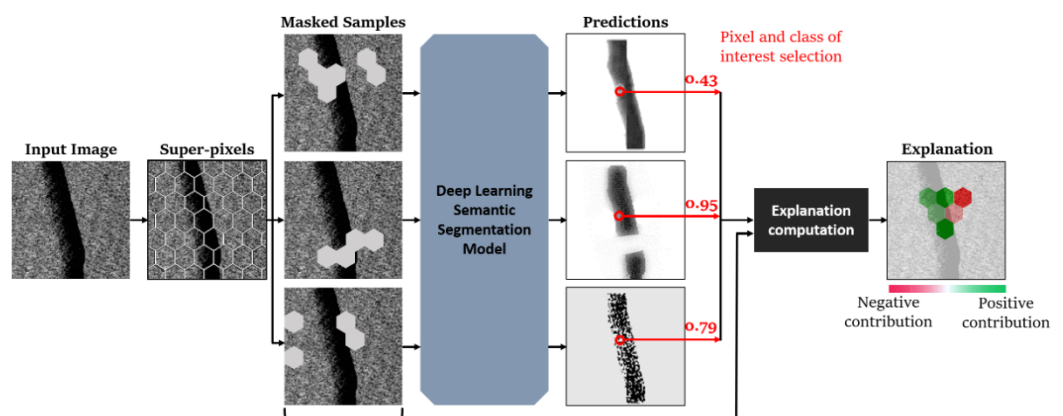 Masked Samples
Predictions
Pixel and class of
interest selection
0.43
Input Image
Super-pixels
Deep Learning
Semantic
Segmentation
Model
0.95
Explanation
computation
Explanation
Negative
contribution
Positive
contribution
0.79